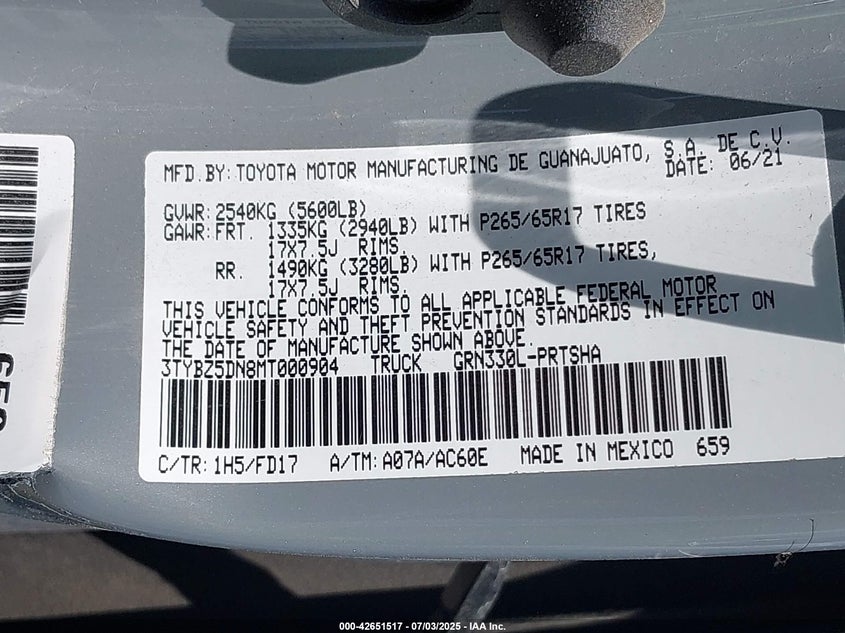 MFD.BY: TOYOTA MOTOR MANUFACTURING DE GUANAJUATO, S.A. DE C.V.
DATE: 06/21
GVWR: 2540KG (5600LB)
GAWR: FRT. 1335KG (2940LB) WITH P265/65R17 TIRES
17X7.5J RIMS.
RR. 1490KG (3280LB) WITH P265/65R17 TIRES,
17X7.5J RIMS.
THIS VEHICLE CONFORMS TO ALL APPLICABLE FEDERAL MOTOR
VEHICLE SAFETY AND THEFT PREVENTION STANDARDS IN EFFECT ON
THE DATE OF MANUFACTURE SHOWN ABOVE.
3TYBZ5DN8MT000904 TRUCK GRN330L-PRTSHA
C/TR: 1H5/FD17 A/TM: A07A/AC60E MADE IN MEXICO 659
659
000-42651517 - 07/03/2025 - IAA Inc.